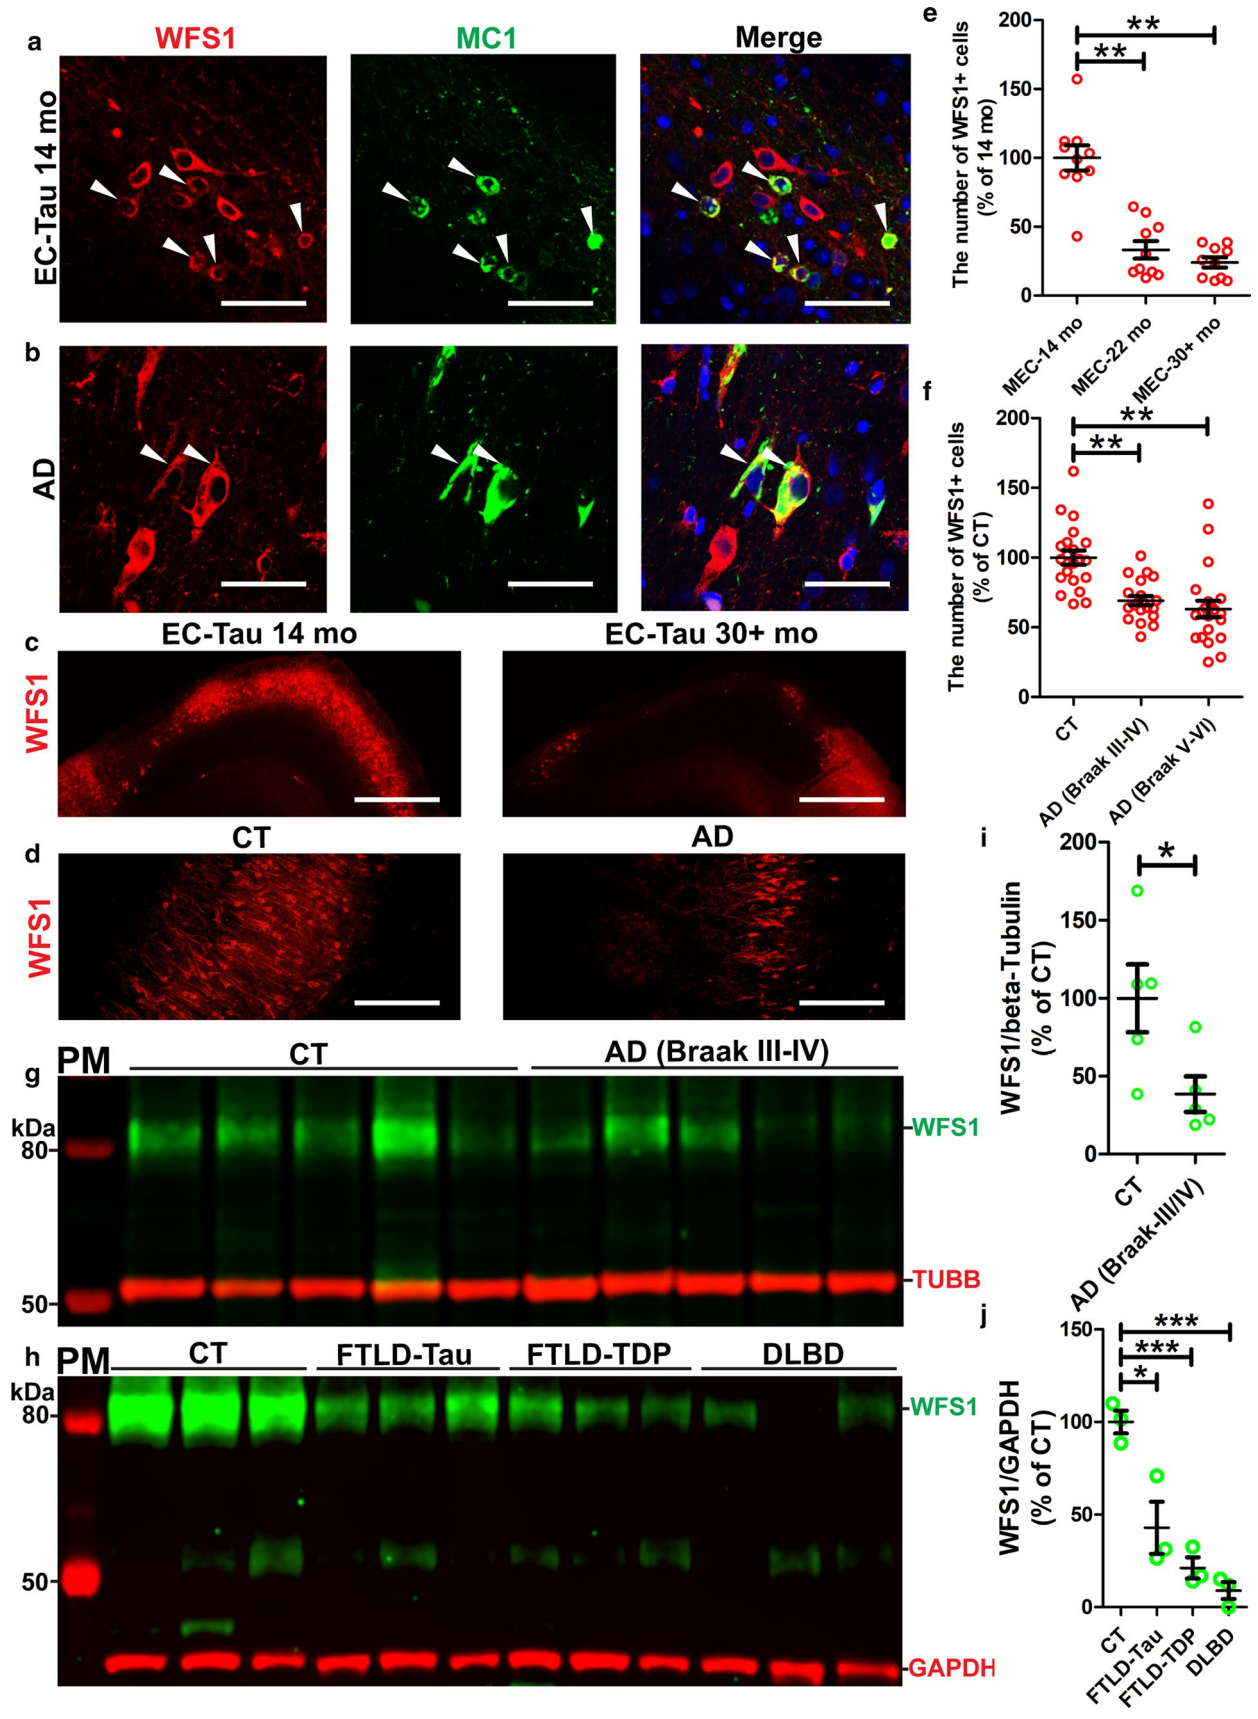 a
WFS1
MC1
Merge
EC-Tau 14 mo
b
AD
c
EC-Tau 14 mo
EC-Tau 30+ mo
WFS1
d
CT
AD
WFS1
e
200
150
100
50
0
The number of WFS1+ cells
(% of 14 mo)
**
**
MEC-14 mo
MEC-22 mo
MEC-30+ mo
f
200
150
100
50
0
The number of WFS1+ cells
(% of CT)
**
**
CT
AD (Braak III-IV)
AD (Braak V-VI)
g
PM
CT
AD (Braak III-IV)
kDa
80
50
WFS1
TUBB
h
PM
CT
FTLD-Tau
FTLD-TDP
DLBD
kDa
80
50
WFS1
GAPDH
i
200
150
100
50
0
WFS1/beta-Tubulin
(% of CT)
*
CT
AD (Braak-III/IV)
j
150
100
50
0
WFS1/GAPDH
(% of CT)
***
***
*
CT
FTLD-Tau
FTLD-TDP
DLBD